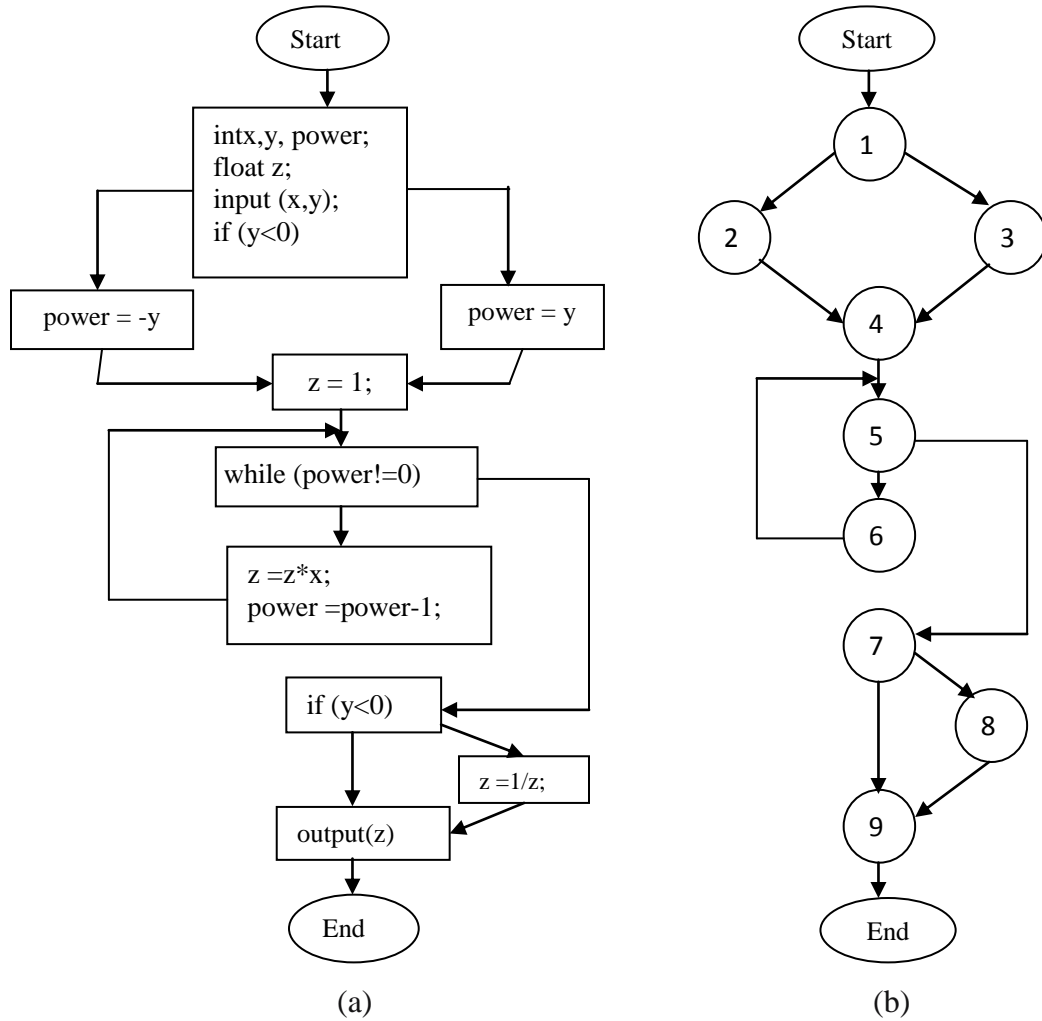 Start
intx,y, power;
float z;
input (x,y);
if (y<0)
power = -y
power = y
z = 1;
while (power!=0)
z =z*x;
power =power-1;
if (y<0)
z =1/z;
output(z)
End
(a)
Start
1
2
3
4
5
6
7
8
9
End
(b)